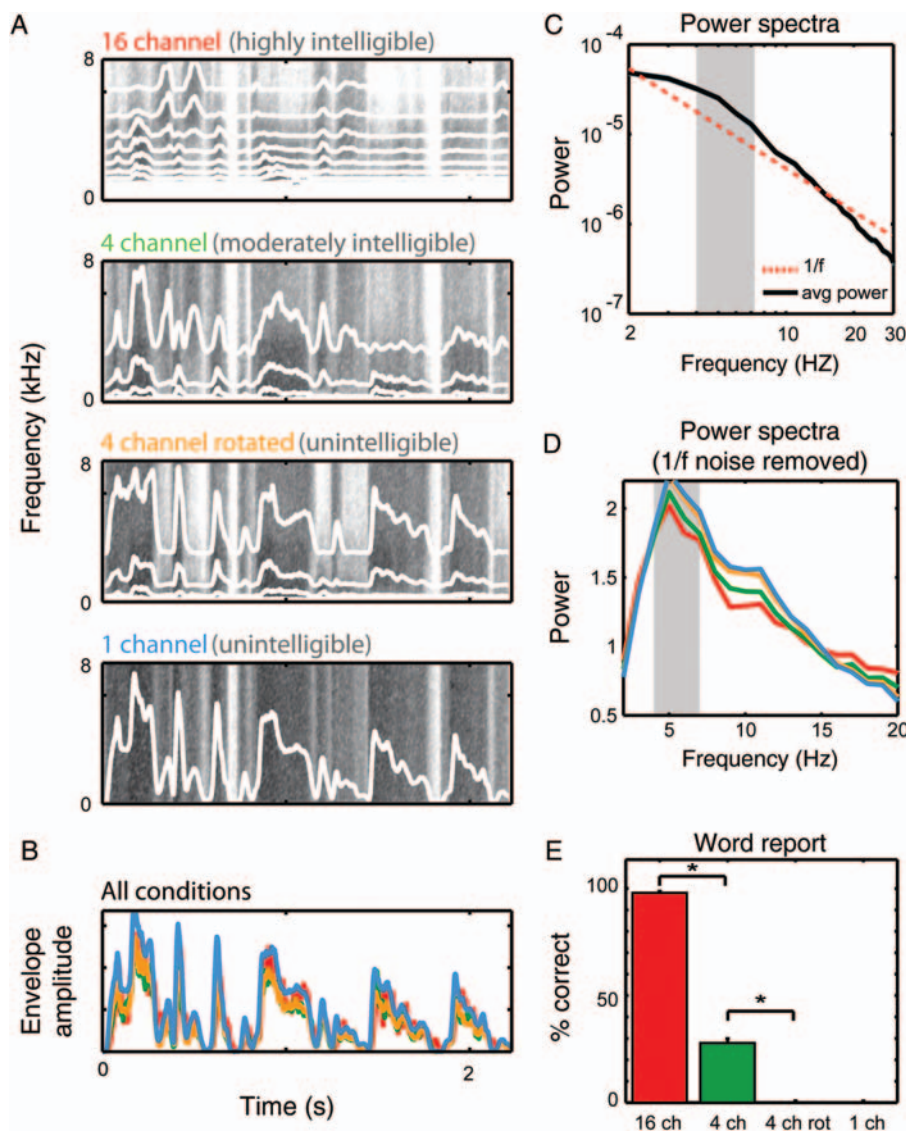 A
16 channel (highly intelligible)
8
0
4 channel (moderately intelligible)
8
0
4 channel rotated (unintelligible)
8
0
1 channel (unintelligible)
8
0
Frequency (kHz)
B
All conditions
Envelope
amplitude
0
2
Time (s)
C
Power spectra
10-4
10-5
10-6
10-7
Power
1/f
avg power
2
10
20
30
Frequency (HZ)
D
Power spectra
(1/f noise removed)
2
1.5
1
0.5
Power
5
10
15
20
Frequency (Hz)
E
Word report
100
50
0
% correct
*
*
16 ch
4 ch
4 ch rot
1 ch